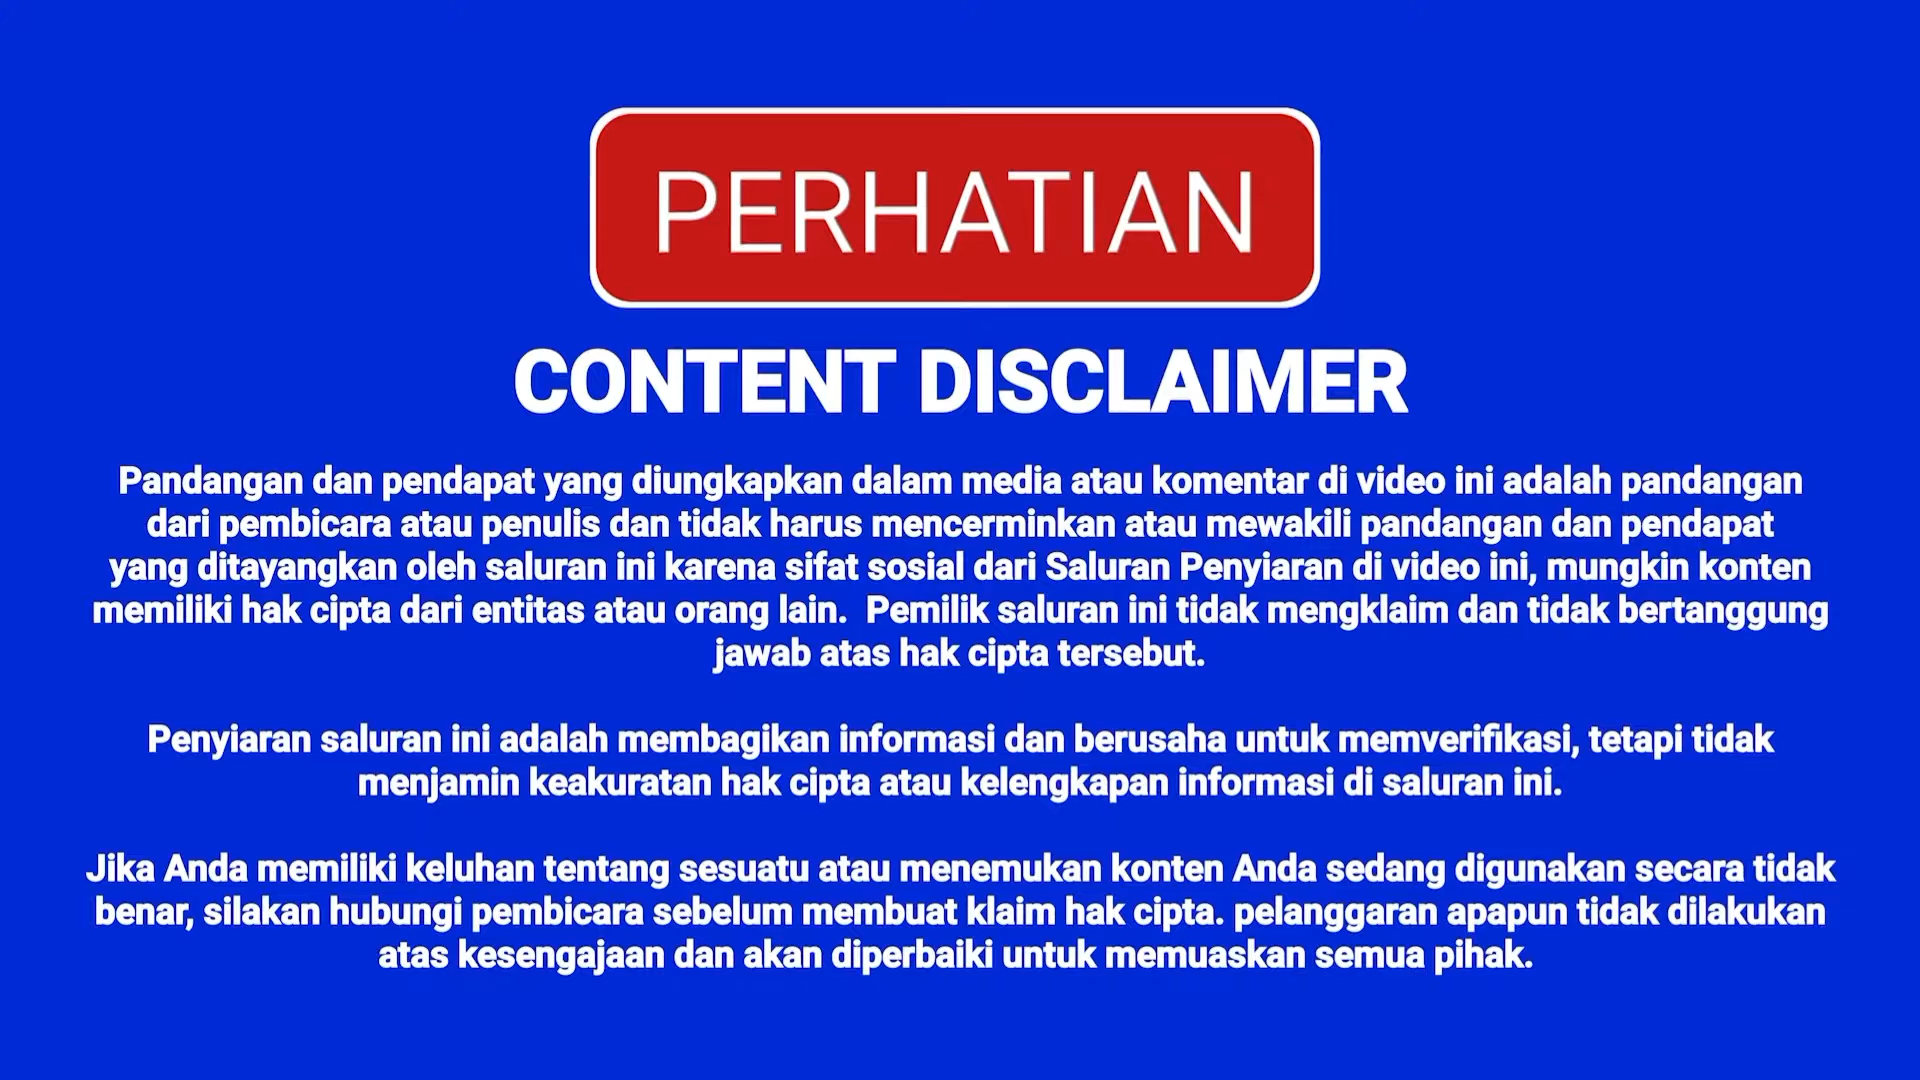 PERHATIAN
CONTENT DISCLAIMER
Pandangan dan pendapat yang diungkapkan dalam media atau komentar di video ini adalah pandangan
dari pembicara atau penulis dan tidak harus mencerminkan atau mewakili pandangan dan pendapat
yang ditayangkan oleh saluran ini karena sifat sosial dari Saluran Penyiaran di video ini, mungkin konten
memiliki hak cipta dari entitas atau orang lain.  Pemilik saluran ini tidak mengklaim dan tidak bertanggung
jawab atas hak cipta tersebut.
Penyiaran saluran ini adalah membagikan informasi dan berusaha untuk memverifikasi, tetapi tidak
menjamin keakuratan hak cipta atau kelengkapan informasi di saluran ini.
Jika Anda memiliki keluhan tentang sesuatu atau menemukan konten Anda sedang digunakan secara tidak
benar, silakan hubungi pembicara sebelum membuat klaim hak cipta. pelanggaran apapun tidak dilakukan
atas kesengajaan dan akan diperbaiki untuk memuaskan semua pihak.